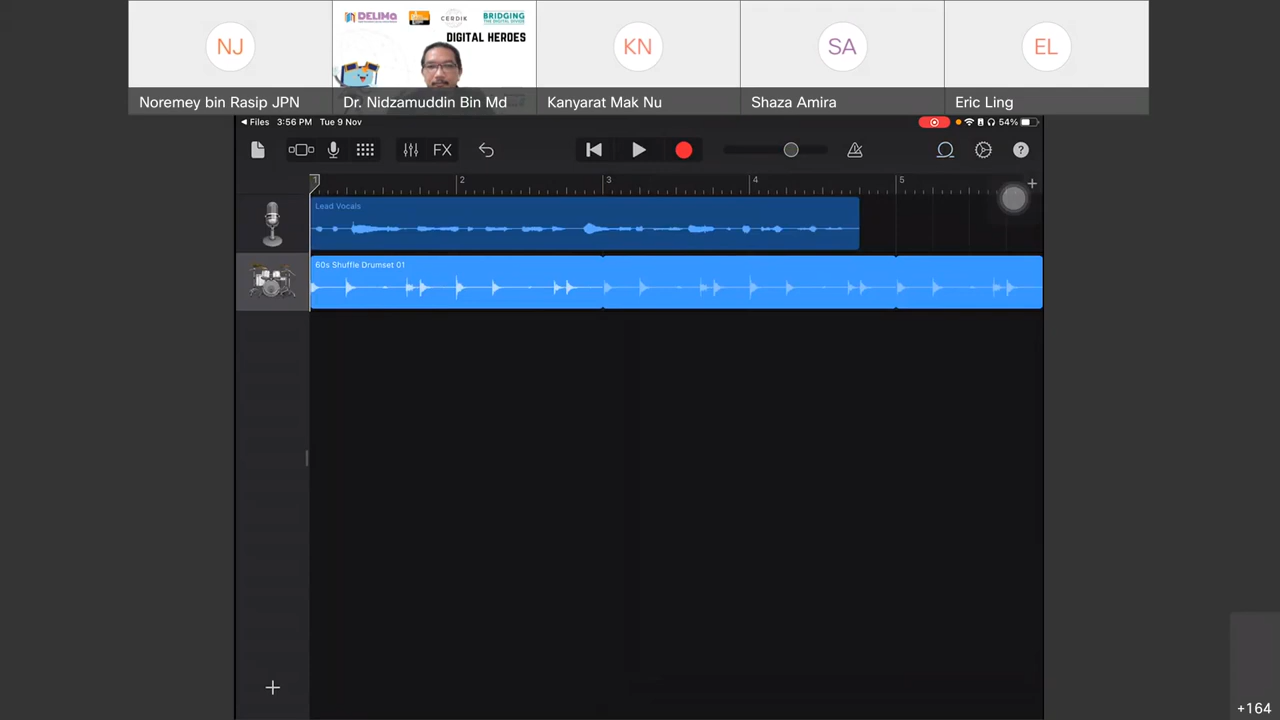 NJ
DELIMa
CERDIK
BRIDGING
THE DIGITAL DIVIDE
DIGITAL HEROES
KN
SA
EL
Noremey bin Rasip JPN
Dr. Nidzamuddin Bin Md
Kanyarat Mak Nu
Shaza Amira
Eric Ling
Files 3:56 PM Tue 9 Nov
54%
FX
?
1 2 3 4 5
Lead Vocals
60s Shuffle Drumset 01
+164